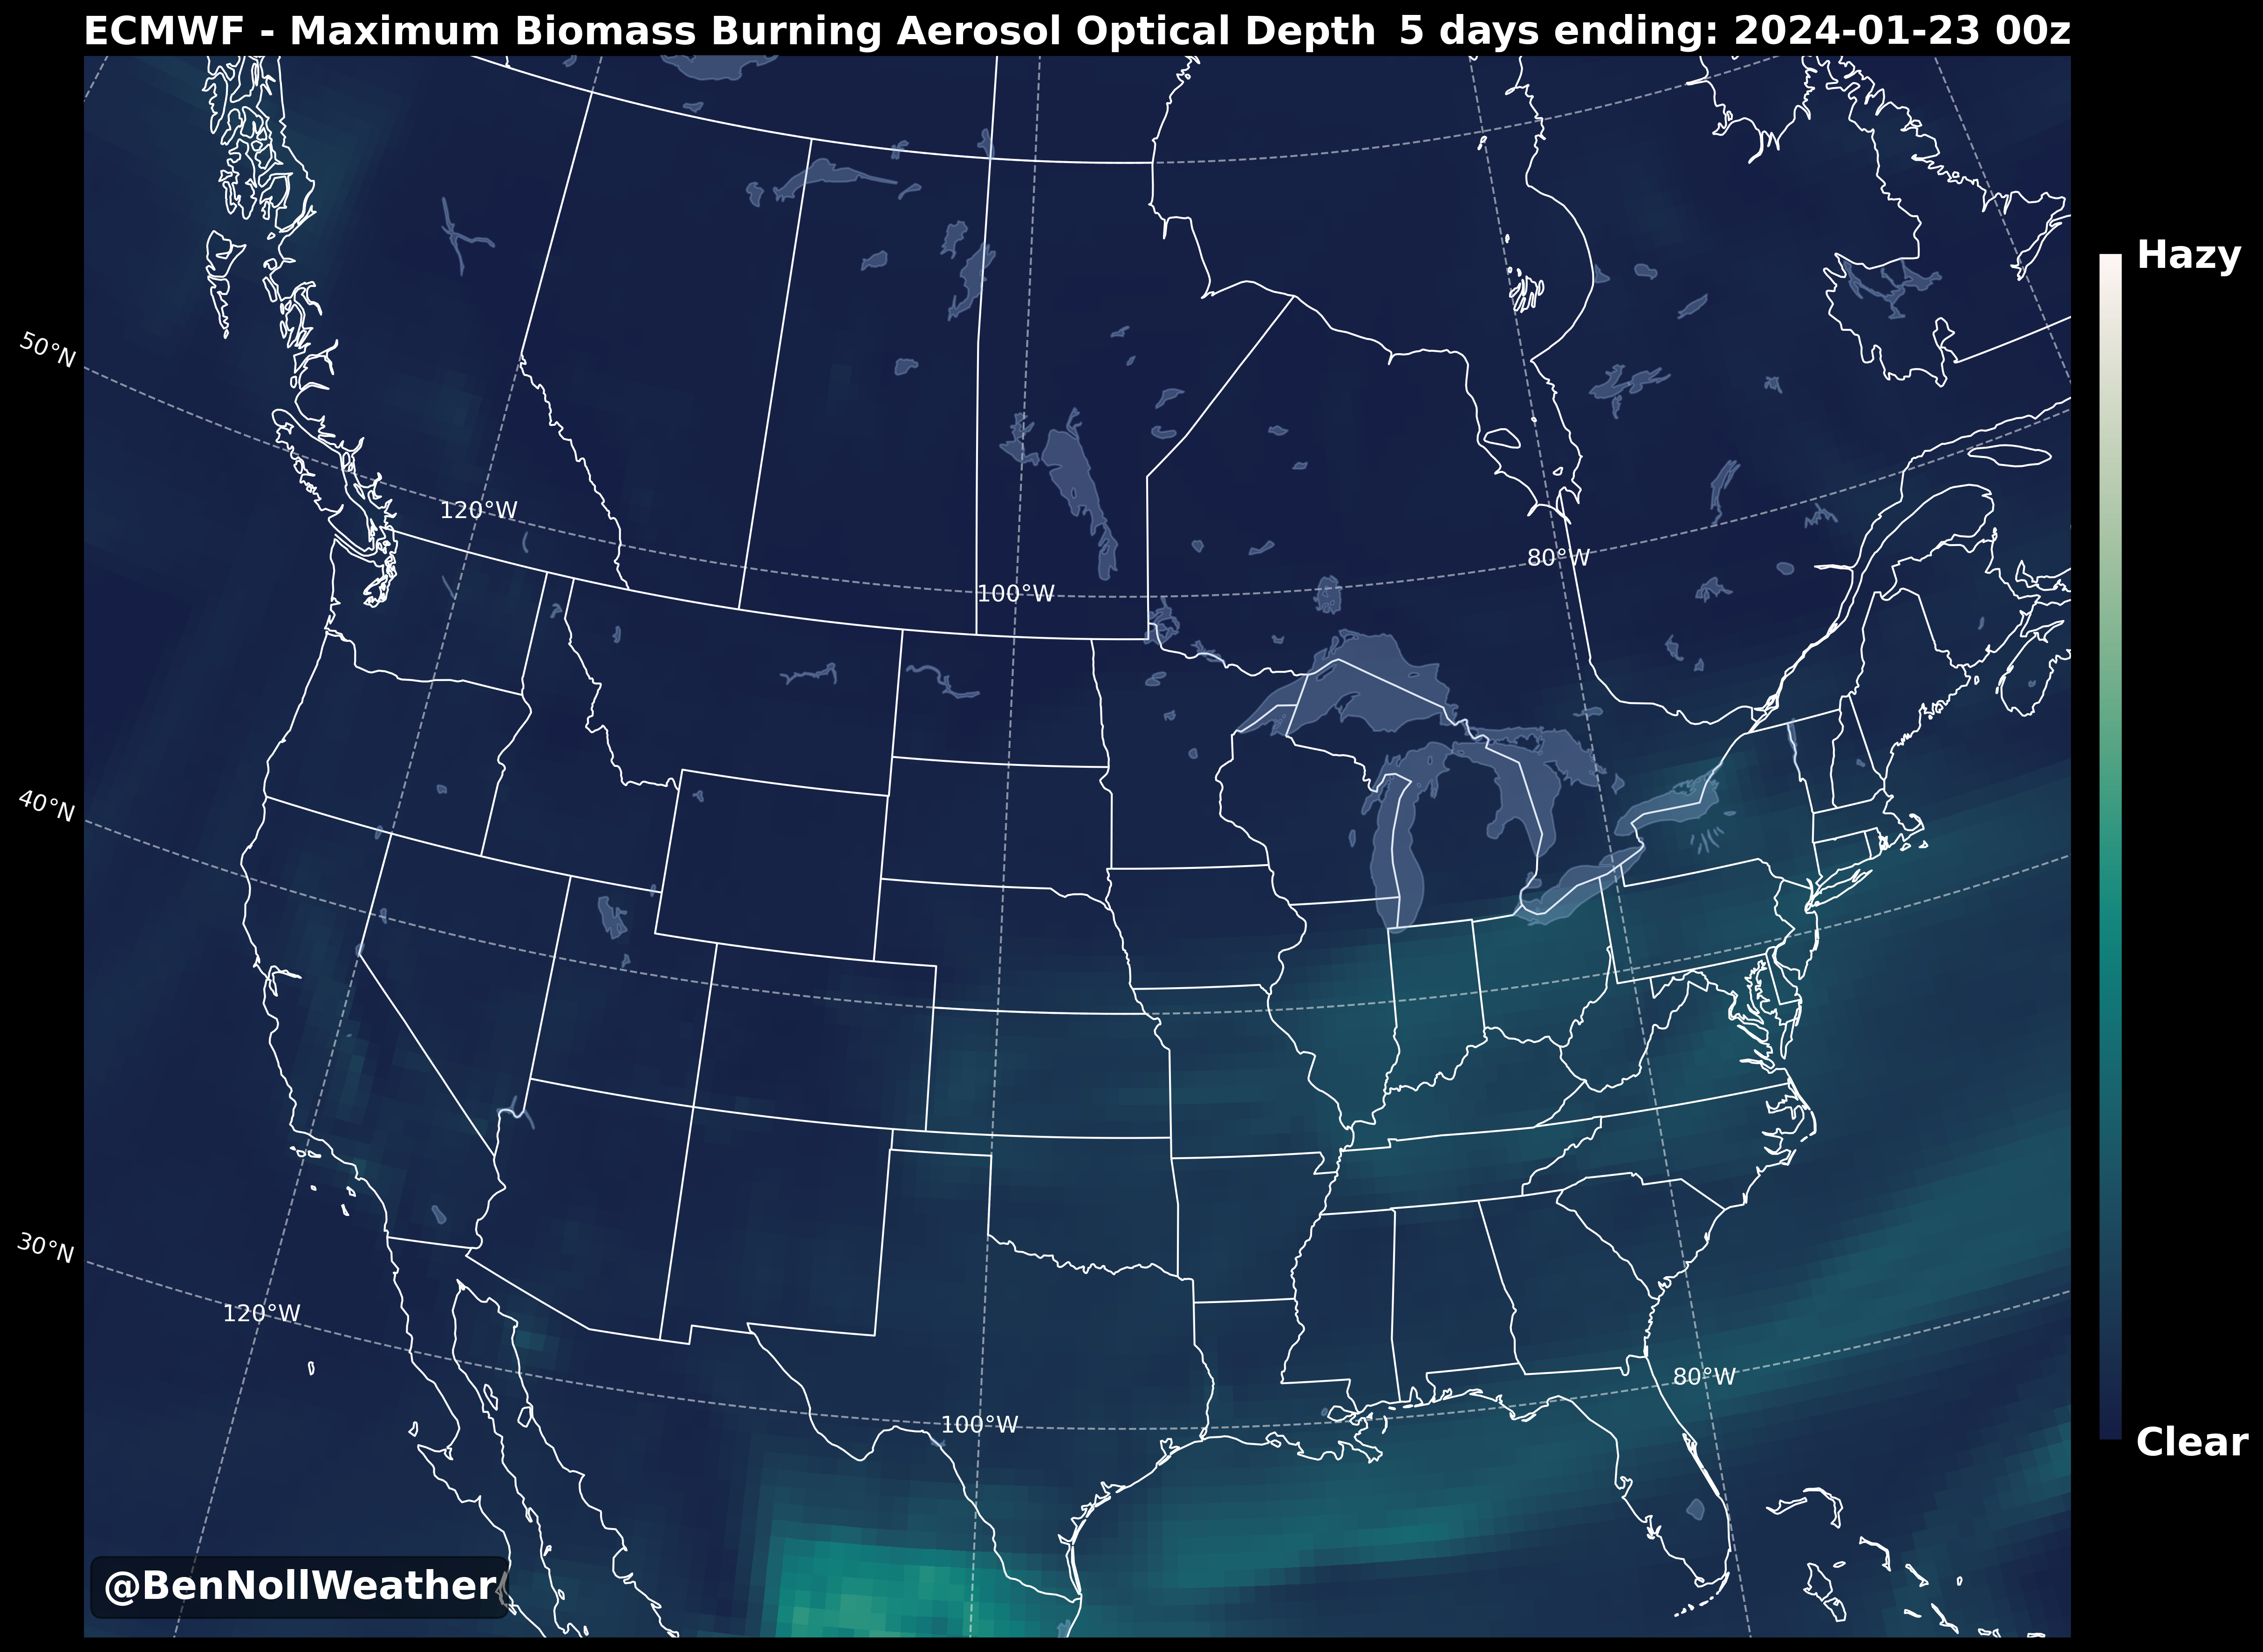 ECMWF - Maximum Biomass Burning Aerosol Optical Depth 5 days ending: 2024-01-23 00z
Hazy
50°N
120°W
80°W
100°W
40°N
30°N
120°W
80°W
100°W
Clear
@BenNollWeather